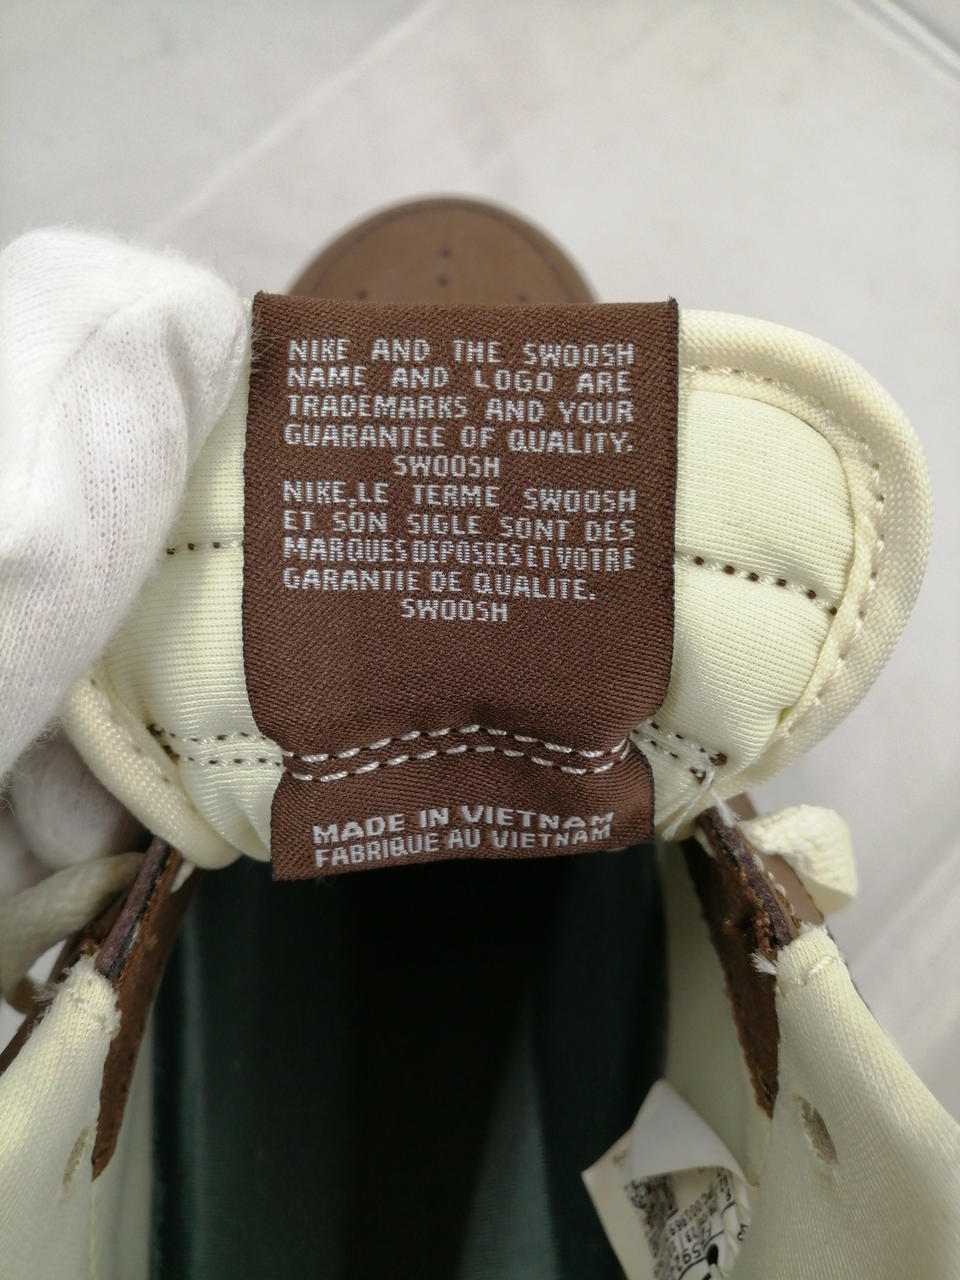 NIKE AND THE SWOOSH
NAME AND LOGO ARE
TRADEMARKS AND YOUR
GUARANTEE OF QUALITY.
SWOOSH
NIKE,LE TERME SWOOSH
ET SON SIGLE SONT DES
MARQUES DEPOSEES ET VOTRE
GARANTIE DE QUALITE.
SWOOSH
MADE IN VIETNAM
FABRIQUE AU VIETNAM